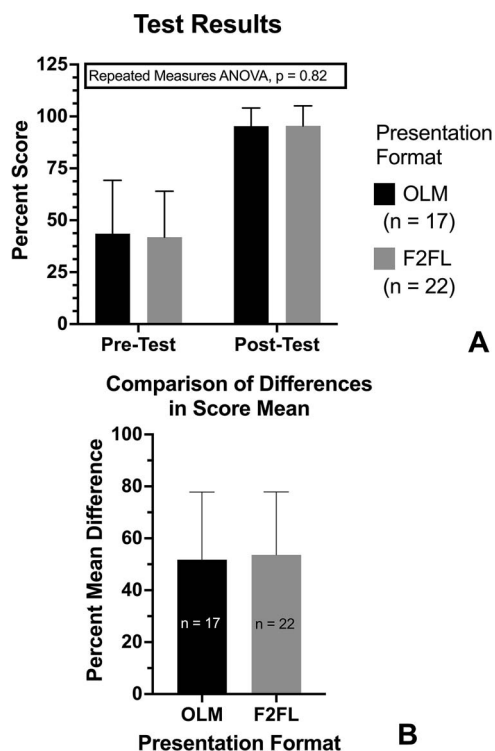 Test Results
125
100
75
50
25
0
Percent Score
Repeated Measures ANOVA, p = 0.82
Pre-Test
Post-Test
Presentation
Format
OLM
(n = 17)
F2FL
(n = 22)
A
Comparison of Differences
in Score Mean
100
80
60
40
20
0
Percent Mean Difference
n = 17
n = 22
OLM
F2FL
Presentation Format
B